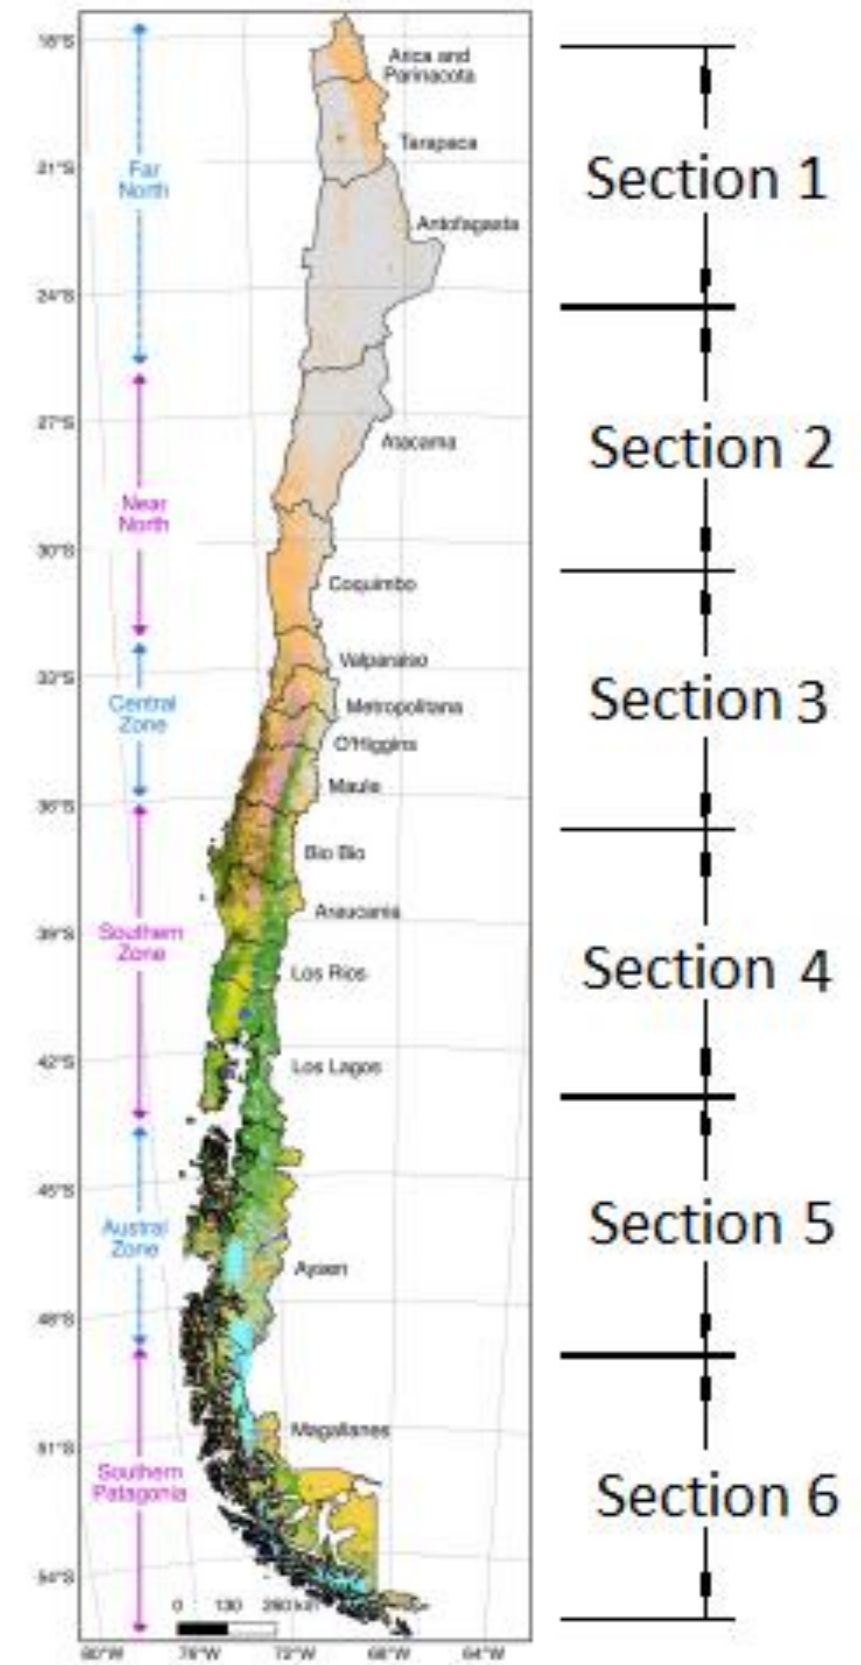 18°S
21°S
24°S
27°S
30°S
33°S
36°S
39°S
42°S
45°S
48°S
51°S
54°S
Far
North
Near
North
Central
Zone
Southern
Zone
Austral
Zone
Southern
Patagonia
Arica and
Parinacota
Tarapaca
Antofagasta
Atacama
Coquimbo
Valparaiso
Metropolitana
O'Higgins
Maule
Bio Bio
Araucania
Los Rios
Los Lagos
Aysen
Magallanes
0 130 260 km
80°W 76°W 72°W 68°W 64°W
Section 1
Section 2
Section 3
Section 4
Section 5
Section 6